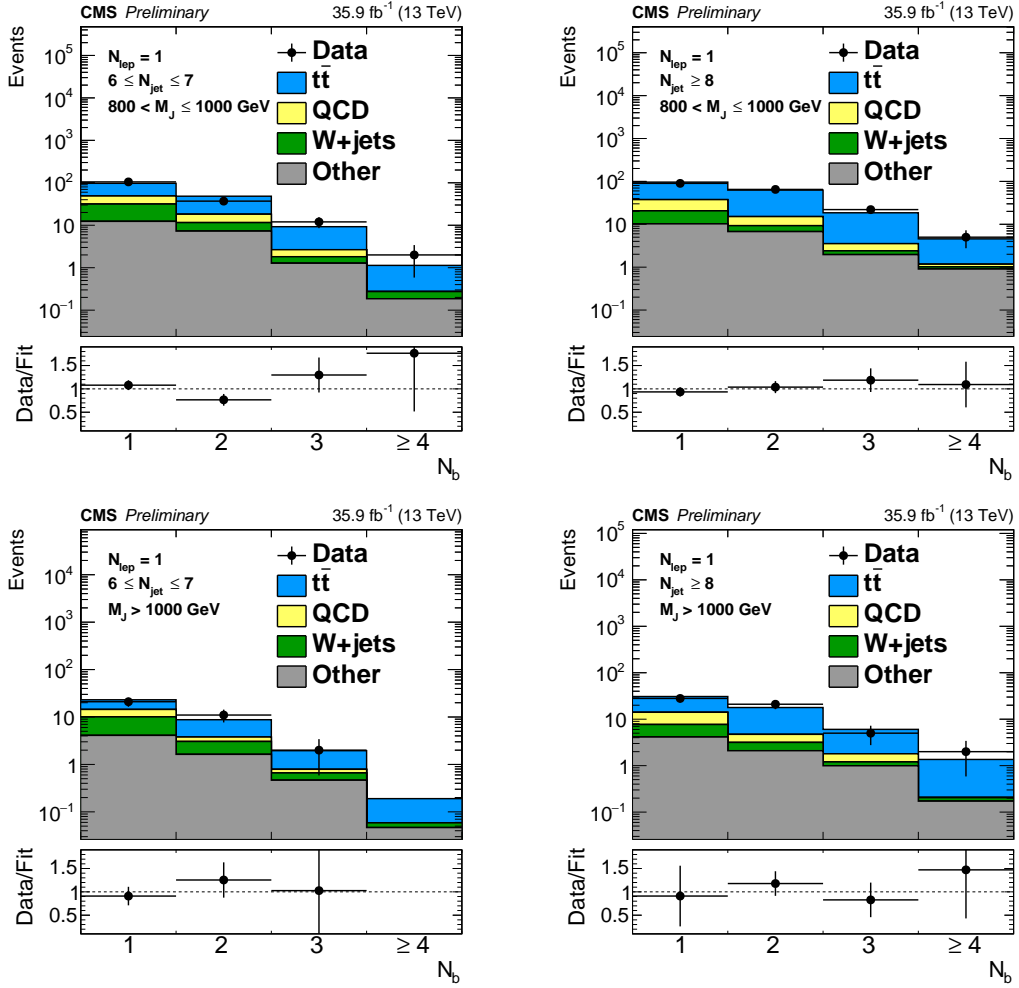 CMS Preliminary 35.9 fb⁻¹ (13 TeV)
Events
10⁵
10⁴
10³
10²
10
1
10⁻¹
N_lep = 1
6 ≤ N_jet ≤ 7
800 < M_J ≤ 1000 GeV
Data
tt̄
QCD
W+jets
Other
Data/Fit
1.5
1
0.5
1 2 3 ≥ 4
N_b
CMS Preliminary 35.9 fb⁻¹ (13 TeV)
Events
10⁵
10⁴
10³
10²
10
1
10⁻¹
N_lep = 1
N_jet ≥ 8
800 < M_J ≤ 1000 GeV
Data
tt̄
QCD
W+jets
Other
Data/Fit
1.5
1
0.5
1 2 3 ≥ 4
N_b
CMS Preliminary 35.9 fb⁻¹ (13 TeV)
Events
10⁴
10³
10²
10
1
10⁻¹
N_lep = 1
6 ≤ N_jet ≤ 7
M_J > 1000 GeV
Data
tt̄
QCD
W+jets
Other
Data/Fit
1.5
1
0.5
1 2 3 ≥ 4
N_b
CMS Preliminary 35.9 fb⁻¹ (13 TeV)
Events
10⁵
10⁴
10³
10²
10
1
10⁻¹
N_lep = 1
N_jet ≥ 8
M_J > 1000 GeV
Data
tt̄
QCD
W+jets
Other
Data/Fit
1.5
1
0.5
1 2 3 ≥ 4
N_b